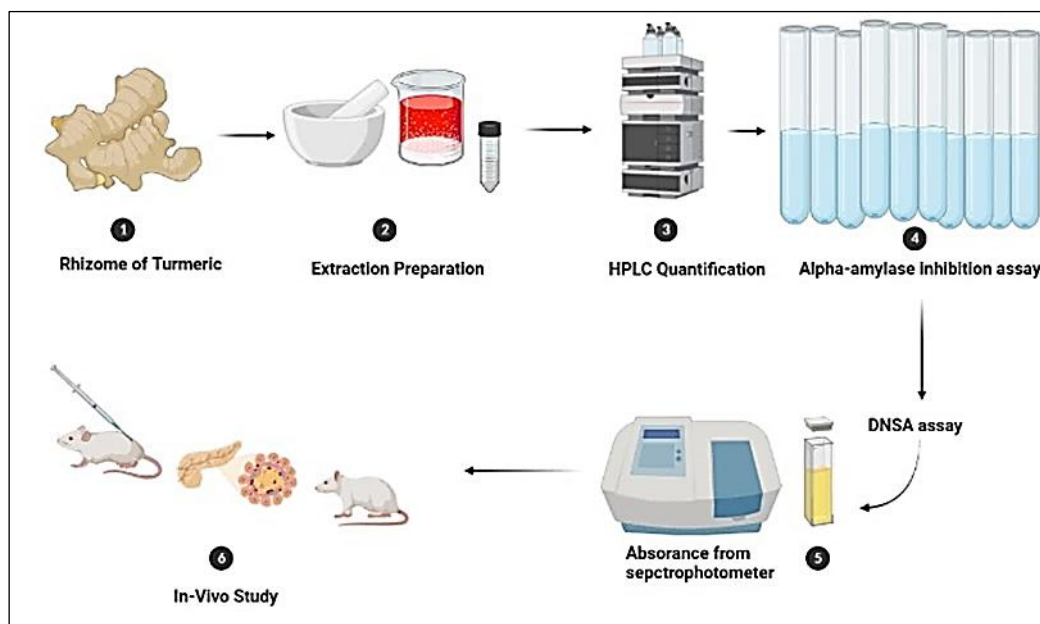 1
Rhizome of Turmeric
2
Extraction Preparation
3
HPLC Quantification
4
Alpha-amylase inhibition assay
DNSA assay
Absorance from
sepctrophotometer
5
6
In-Vivo Study